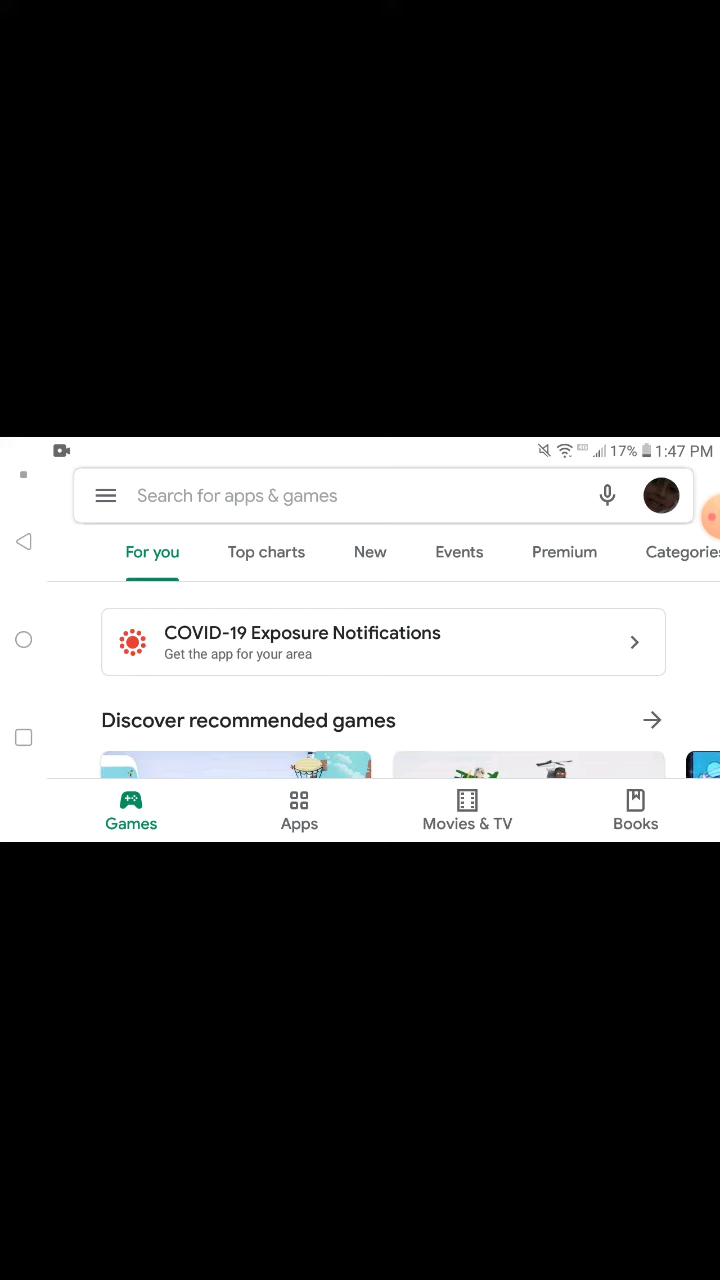 17% 1:47 PM
Search for apps & games
For you Top charts New Events Premium Categories
COVID-19 Exposure Notifications
Get the app for your area
Discover recommended games
Games Apps Movies & TV Books